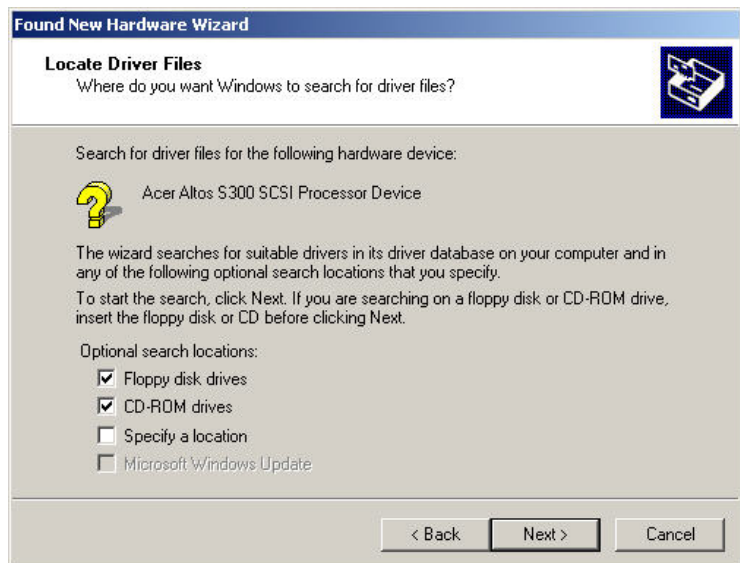 Found New Hardware Wizard
Locate Driver Files
Where do you want Windows to search for driver files?
Search for driver files for the following hardware device:
Acer Altos S300 SCSI Processor Device
The wizard searches for suitable drivers in its driver database on your computer and in
any of the following optional search locations that you specify.
To start the search, click Next. If you are searching on a floppy disk or CD-ROM drive,
insert the floppy disk or CD before clicking Next.
Optional search locations:
Floppy disk drives
CD-ROM drives
Specify a location
Microsoft Windows Update
< Back
Next >
Cancel